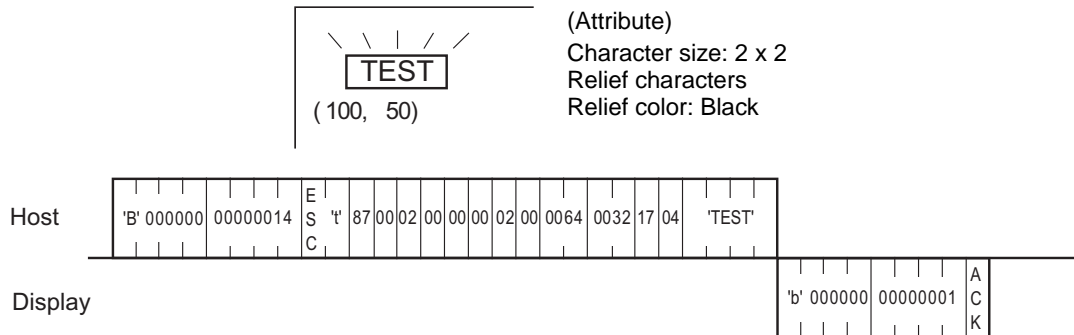 (Attribute)
Character size: 2 x 2
Relief characters
Relief color: Black
TEST
( 100, 50)
Host 'B' 000000 00000014 ESC 't' 87 00 02 00 00 00 02 00 0064 0032 17 04 'TEST'
Display 'b' 000000 00000001 ACK